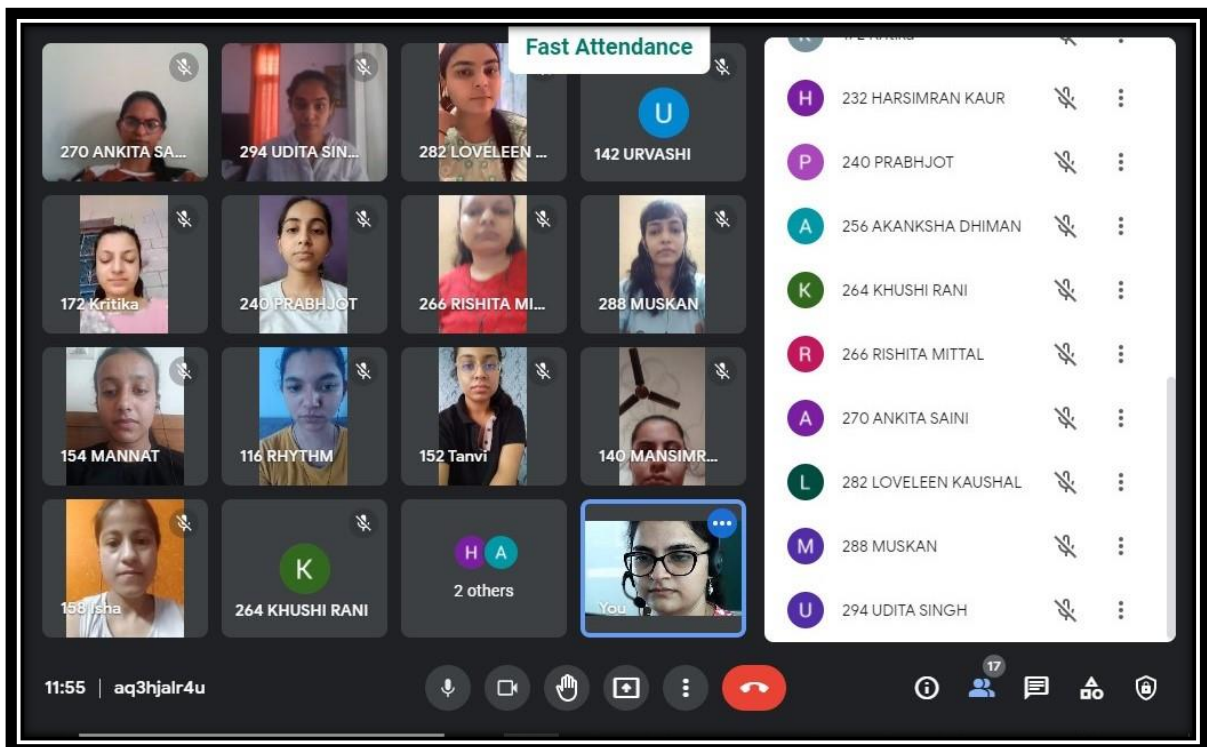 Fast Attendance
270 ANKITA SA...
294 UDITA SIN...
282 LOVELEEN ...
U
142 URVASHI
172 Kritika
240 PRABHJOT
266 RISHITA MI...
288 MUSKAN
154 MANNAT
116 RHYTHM
152 Tanvi
140 MANSIMR...
158 Isha
K
264 KHUSHI RANI
H A
2 others
You
172 Kritika
H 232 HARSIMRAN KAUR
P 240 PRABHJOT
A 256 AKANKSHA DHIMAN
K 264 KHUSHI RANI
R 266 RISHITA MITTAL
A 270 ANKITA SAINI
L 282 LOVELEEN KAUSHAL
M 288 MUSKAN
U 294 UDITA SINGH
11:55 | aq3hjalr4u
17